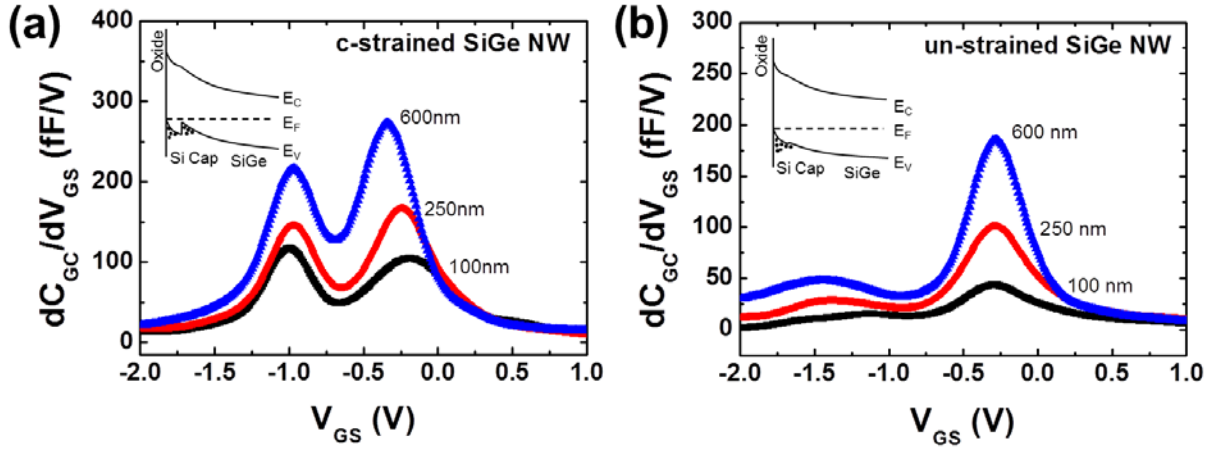 (a)
c-strained SiGe NW
dC_GC/dV_GS (fF/V)
400
300
200
100
0
Oxide
E_C
E_F
E_V
Si Cap SiGe
600nm
250nm
100nm
-2.0 -1.5 -1.0 -0.5 0.0 0.5 1.0
V_GS (V)
(b)
un-strained SiGe NW
dC_GC/dV_GS (fF/V)
300
250
200
150
100
50
0
Oxide
E_C
E_F
E_V
Si Cap SiGe
600 nm
250 nm
100 nm
-2.0 -1.5 -1.0 -0.5 0.0 0.5 1.0
V_GS (V)